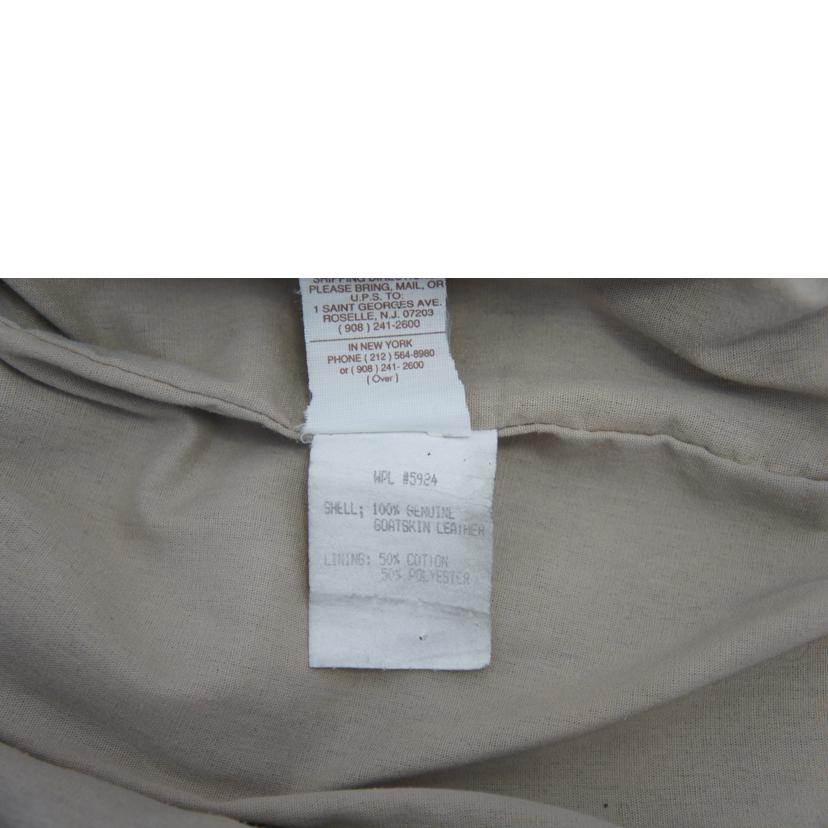 SHIPPING DIRECTIONS
PLEASE BRING, MAIL, OR
U.P.S. TO:
1 SAINT GEORGES AVE.
ROSELLE, N.J. 07203
( 908 ) 241-2600
IN NEW YORK
PHONE ( 212 ) 564-8980
or ( 908 ) 241- 2600
( Over )
WPL #5924
SHELL; 100% GENUINE
GOATSKIN LEATHER
LINING: 50% COTTON
50% POLYESTER